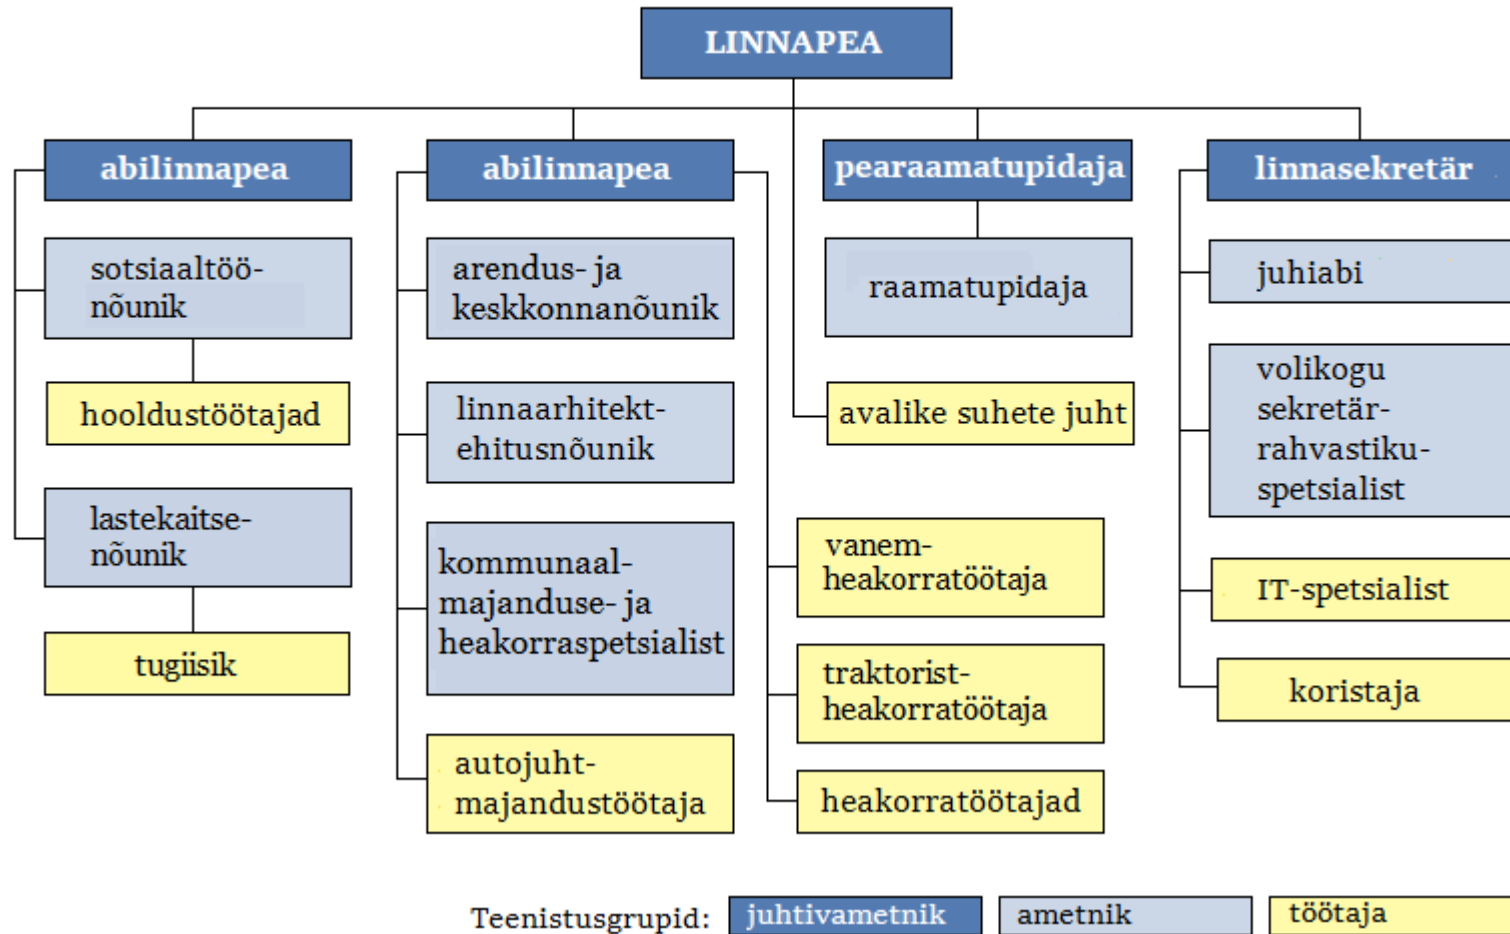 LINNAPEA
abilinnapea
sotsiaaltöö-
nõunik
hooldustöötajad
lastekaitse-
nõunik
tugiisik
abilinnapea
arendus- ja
keskkonnanõunik
linnaarhitekt-
ehitusnõunik
kommunaal-
majanduse- ja
heakorraspetsialist
autojuht-
majandustöötaja
vanem-
heakorratöötaja
traktorist-
heakorratöötaja
heakorratöötajad
pearaamatupidaja
raamatupidaja
avalike suhete juht
linnasekretär
juhiabi
volikogu
sekretär-
rahvastiku-
spetsialist
IT-spetsialist
koristaja
Teenistusgrupid: juhtivametnik ametnik töötaja